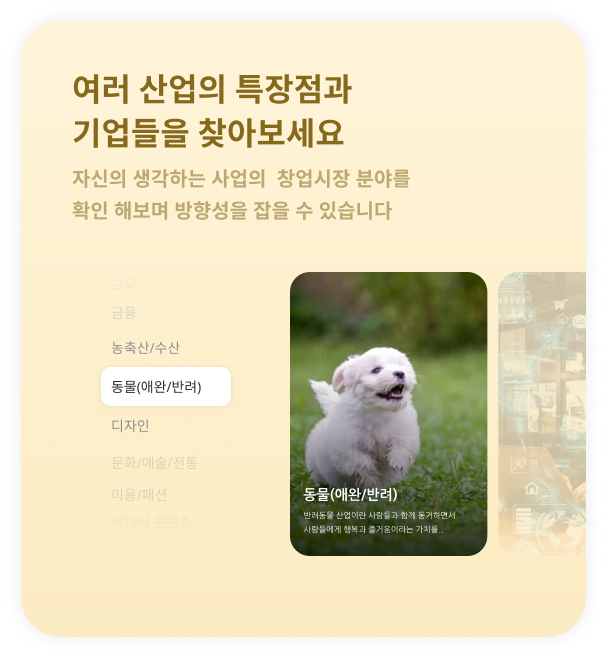 여러 산업의 특장점과
기업들을 찾아보세요
자신의 생각하는 사업의  창업시장 분야를
확인 해보며 방향성을 잡을 수 있습니다
교육
금융
농축산/수산
동물(애완/반려)
디자인
문화/예술/전통
미용/패션
미디어 콘텐츠
동물(애완/반려)
반려동물 산업이란 사람들과 함께 동거하면서
사람들에게 행복과 즐거움이라는 가치를...